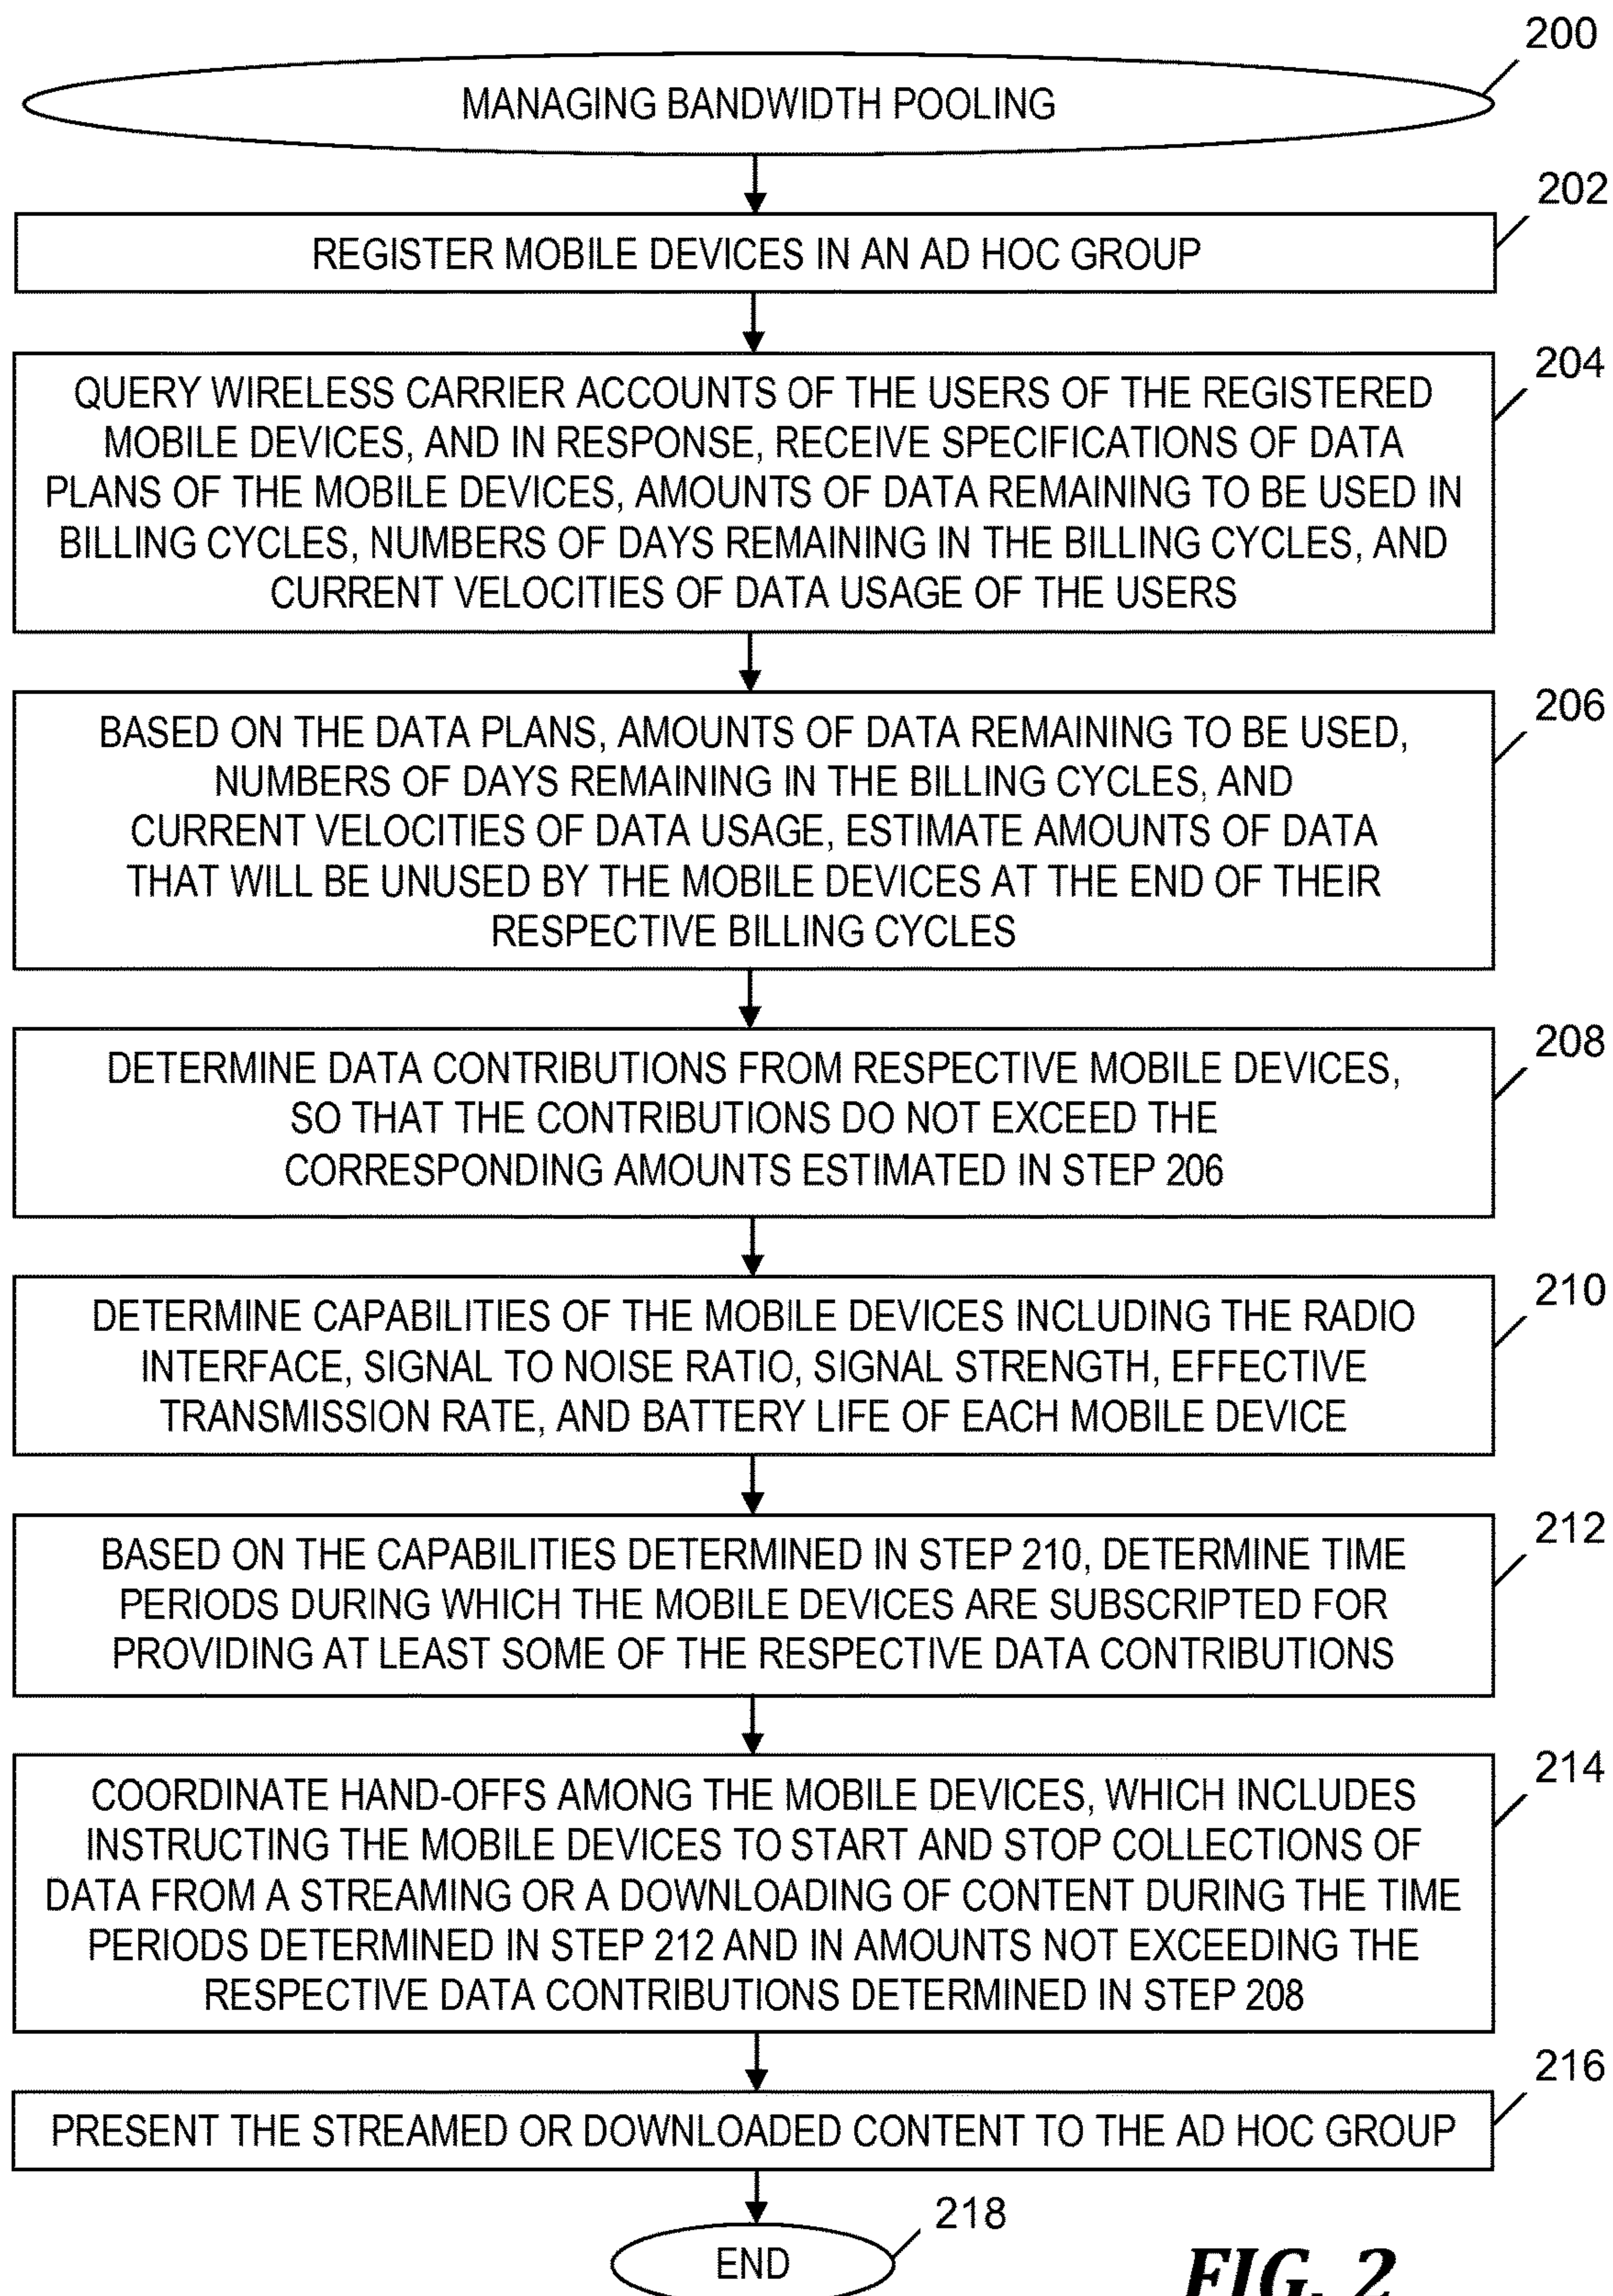 200
MANAGING BANDWIDTH POOLING
202
REGISTER MOBILE DEVICES IN AN AD HOC GROUP
204
QUERY WIRELESS CARRIER ACCOUNTS OF THE USERS OF THE REGISTERED
MOBILE DEVICES, AND IN RESPONSE, RECEIVE SPECIFICATIONS OF DATA
PLANS OF THE MOBILE DEVICES, AMOUNTS OF DATA REMAINING TO BE USED IN
BILLING CYCLES, NUMBERS OF DAYS REMAINING IN THE BILLING CYCLES, AND
CURRENT VELOCITIES OF DATA USAGE OF THE USERS
206
BASED ON THE DATA PLANS, AMOUNTS OF DATA REMAINING TO BE USED,
NUMBERS OF DAYS REMAINING IN THE BILLING CYCLES, AND
CURRENT VELOCITIES OF DATA USAGE, ESTIMATE AMOUNTS OF DATA
THAT WILL BE UNUSED BY THE MOBILE DEVICES AT THE END OF THEIR
RESPECTIVE BILLING CYCLES
208
DETERMINE DATA CONTRIBUTIONS FROM RESPECTIVE MOBILE DEVICES,
SO THAT THE CONTRIBUTIONS DO NOT EXCEED THE
CORRESPONDING AMOUNTS ESTIMATED IN STEP 206
210
DETERMINE CAPABILITIES OF THE MOBILE DEVICES INCLUDING THE RADIO
INTERFACE, SIGNAL TO NOISE RATIO, SIGNAL STRENGTH, EFFECTIVE
TRANSMISSION RATE, AND BATTERY LIFE OF EACH MOBILE DEVICE
212
BASED ON THE CAPABILITIES DETERMINED IN STEP 210, DETERMINE TIME
PERIODS DURING WHICH THE MOBILE DEVICES ARE SUBSCRIPTED FOR
PROVIDING AT LEAST SOME OF THE RESPECTIVE DATA CONTRIBUTIONS
214
COORDINATE HAND-OFFS AMONG THE MOBILE DEVICES, WHICH INCLUDES
INSTRUCTING THE MOBILE DEVICES TO START AND STOP COLLECTIONS OF
DATA FROM A STREAMING OR A DOWNLOADING OF CONTENT DURING THE TIME
PERIODS DETERMINED IN STEP 212 AND IN AMOUNTS NOT EXCEEDING THE
RESPECTIVE DATA CONTRIBUTIONS DETERMINED IN STEP 208
216
PRESENT THE STREAMED OR DOWNLOADED CONTENT TO THE AD HOC GROUP
218
END
FIG. 2